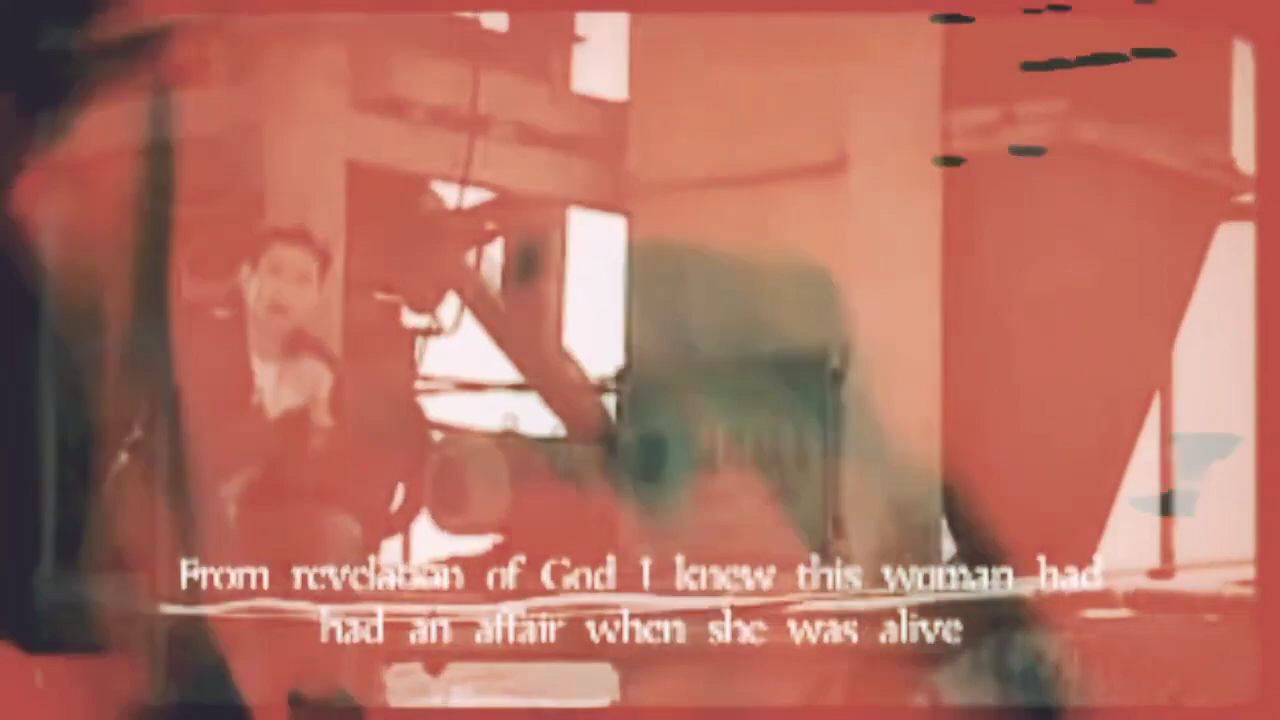 From revelation of God I knew this woman had
had an affair when she was alive